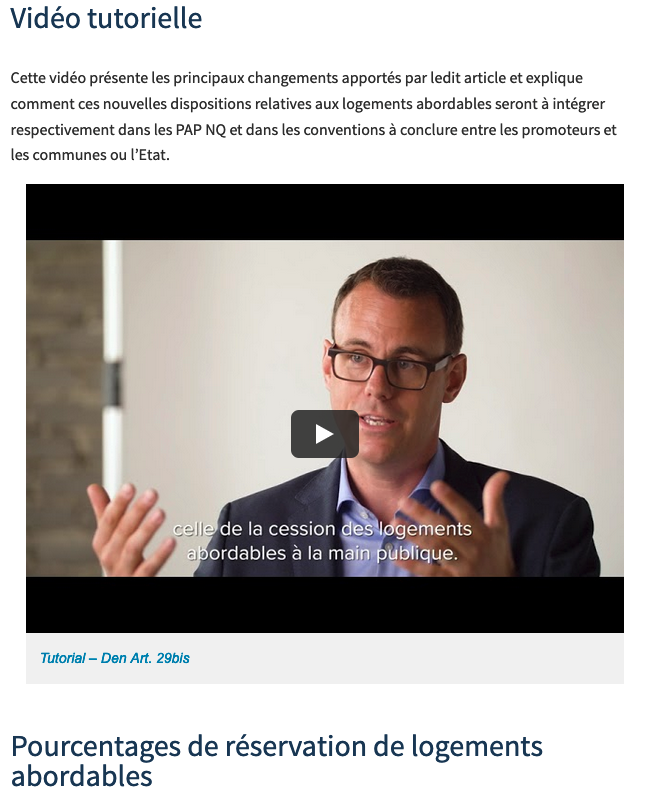 Vidéo tutorielle
Cette vidéo présente les principaux changements apportés par ledit article et explique
comment ces nouvelles dispositions relatives aux logements abordables seront à intégrer
respectivement dans les PAP NQ et dans les conventions à conclure entre les promoteurs et
les communes ou l’Etat.
celle de la cession des logements
abordables à la main publique.
Tutorial – Den Art. 29bis
Pourcentages de réservation de logements
abordables